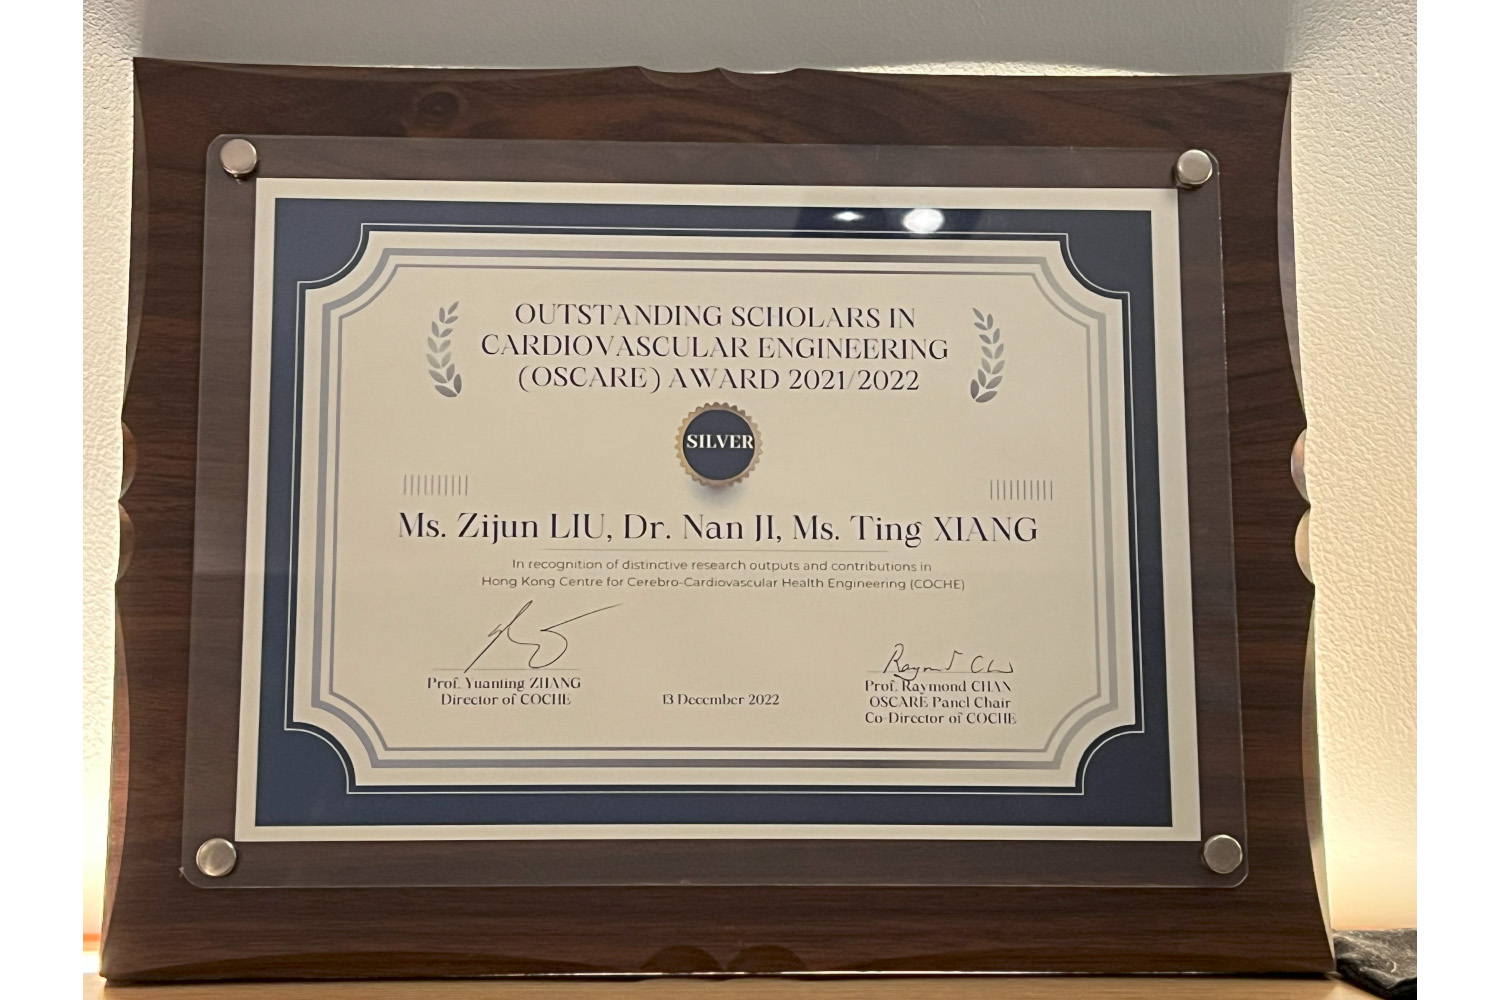 OUTSTANDING SCHOLARS IN
CARDIOVASCULAR ENGINEERING
(OSCARE) AWARD 2021/2022
SILVER
Ms. Zijun LIU, Dr. Nan JI, Ms. Ting XIANG
In recognition of distinctive research outputs and contributions in
Hong Kong Centre for Cerebro-Cardiovascular Health Engineering (COCHE)
Raymond Chan
Prof. Yuanting ZHANG
Director of COCHE
13 December 2022
Prof. Raymond CHAN
OSCARE Panel Chair
Co-Director of COCHE